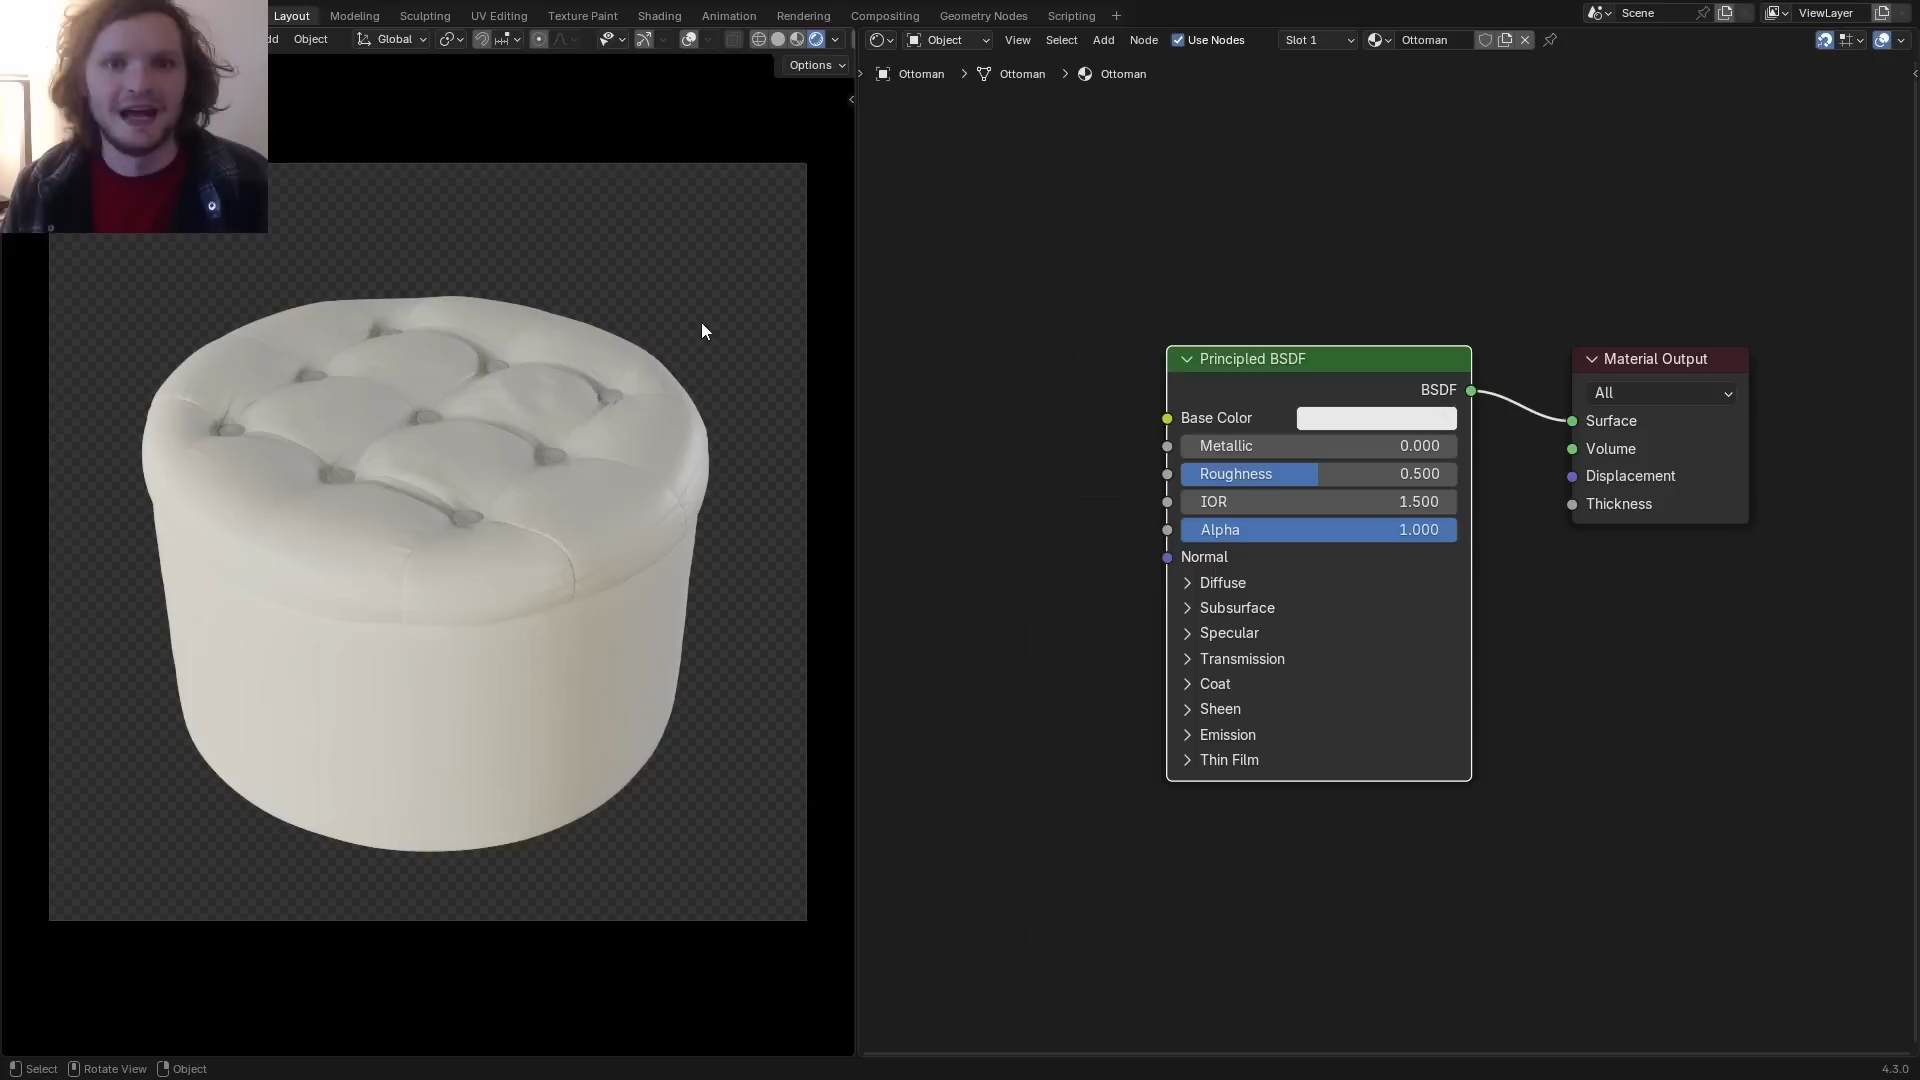 Layout Modeling Sculpting UV Editing Texture Paint Shading Animation Rendering Compositing Geometry Nodes Scripting +
Scene
ViewLayer
dd Object Global
Options
Object View Select Add Node Use Nodes Slot 1 Ottoman
Ottoman > Ottoman > Ottoman
Principled BSDF
BSDF
Base Color
Metallic 0.000
Roughness 0.500
IOR 1.500
Alpha 1.000
Normal
Diffuse
Subsurface
Specular
Transmission
Coat
Sheen
Emission
Thin Film
Material Output
All
Surface
Volume
Displacement
Thickness
Select Rotate View Object
4.3.0